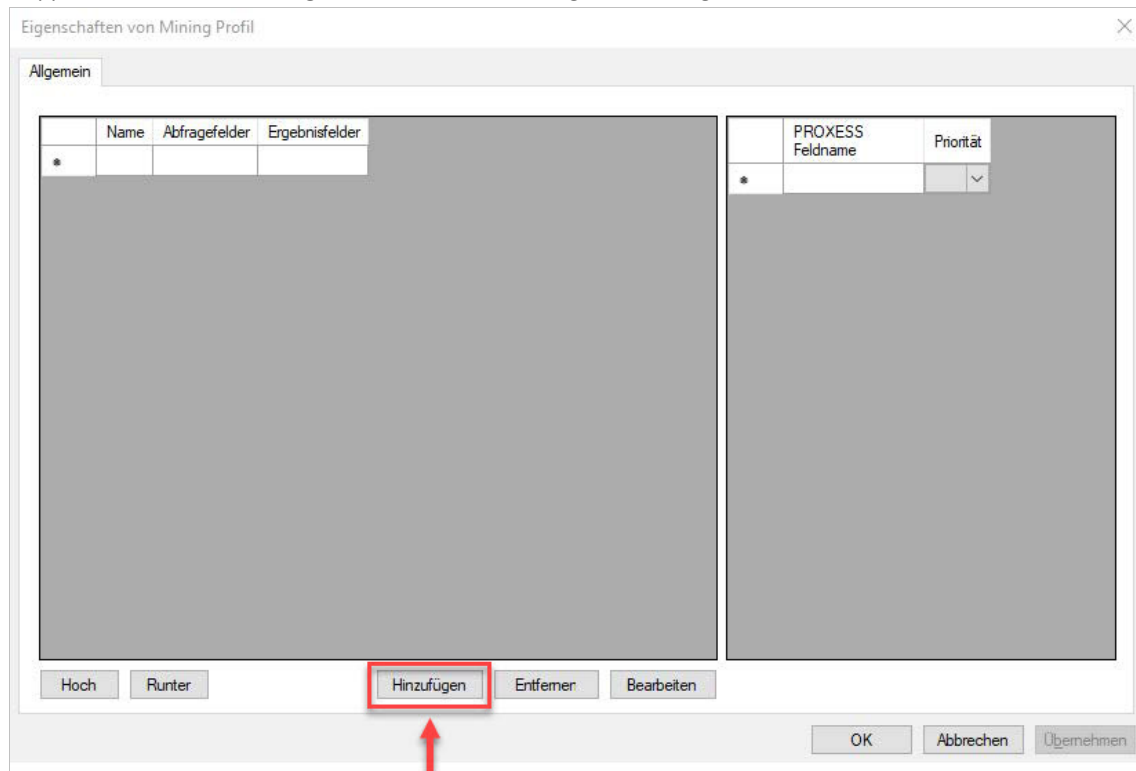 Eigenschaften von Mining Profil
Allgemein
Name Abfragefelder Ergebnisfelder
PROXESS
Feldname
Priorität
Hoch Runter Hinzufügen Entfernen Bearbeiten
OK Abbrechen Übernehmen